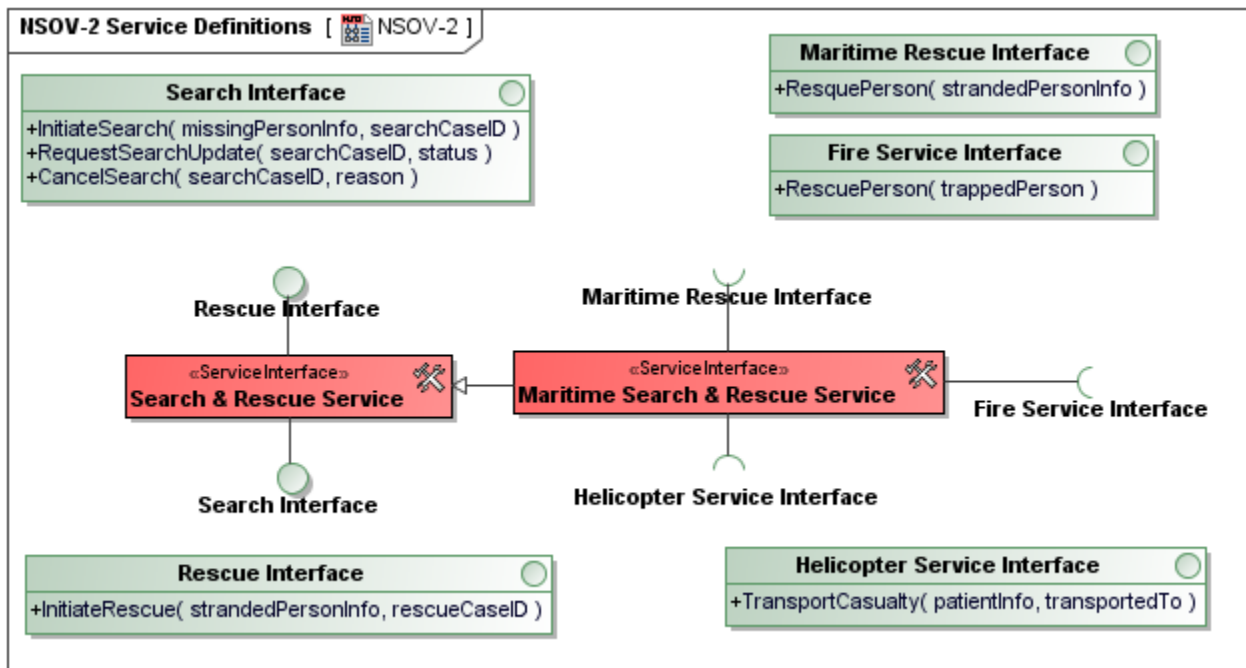 NSOV-2 Service Definitions [ NSOV-2 ]
Maritime Rescue Interface
+ResquePerson( strandedPersonInfo )
Search Interface
+InitiateSearch( missingPersonInfo, searchCaseID )
+RequestSearchUpdate( searchCaseID, status )
+CancelSearch( searchCaseID, reason )
Fire Service Interface
+RescuePerson( trappedPerson )
Rescue Interface
Maritime Rescue Interface
«ServiceInterface»
Search & Rescue Service
«ServiceInterface»
Maritime Search & Rescue Service
Fire Service Interface
Search Interface
Helicopter Service Interface
Rescue Interface
+InitiateRescue( strandedPersonInfo, rescueCaseID )
Helicopter Service Interface
+TransportCasualty( patientInfo, transportedTo )